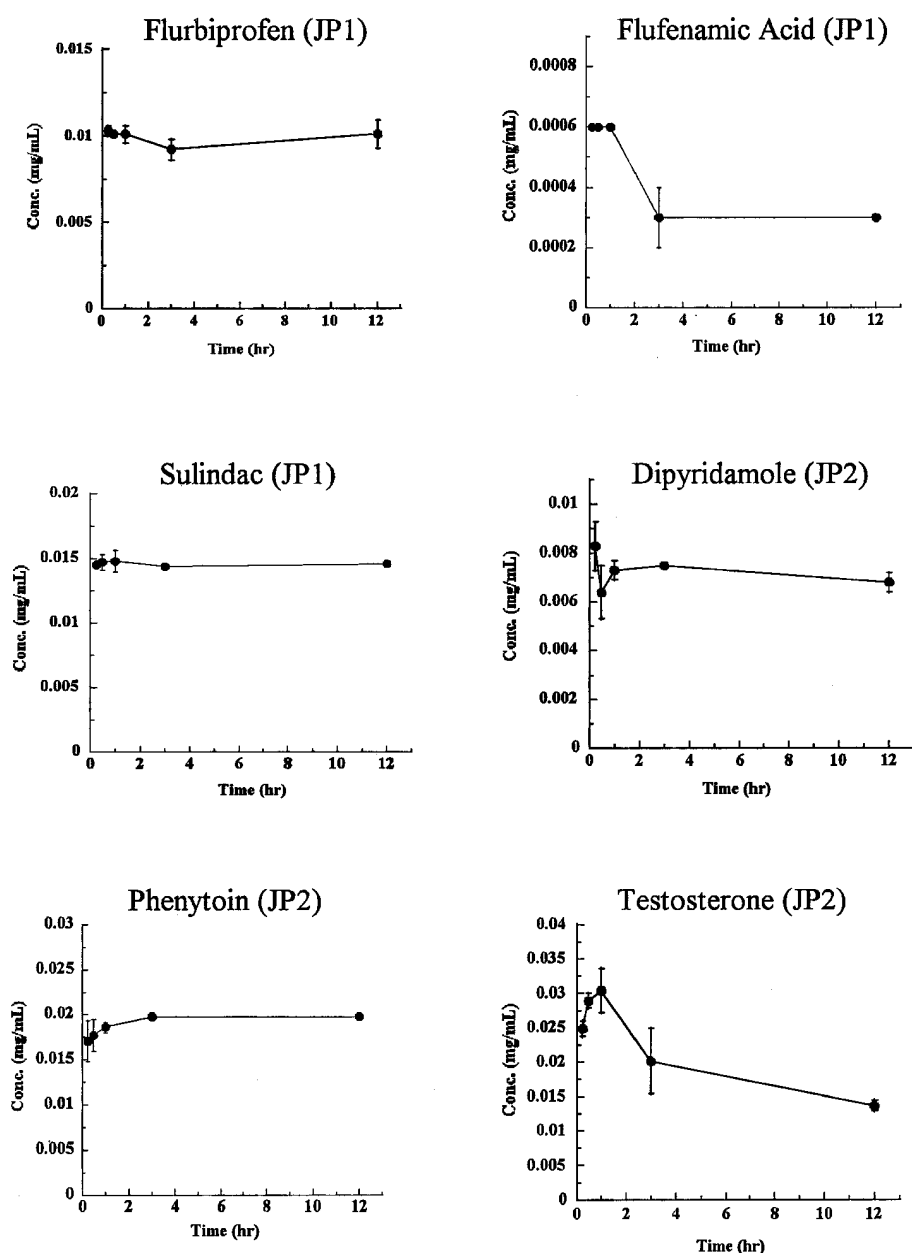 Flurbiprofen (JP1)
0.015
0.01
0.005
0
Conc. (mg/mL)
0 2 4 6 8 10 12
Time (hr)
Flufenamic Acid (JP1)
0.0008
0.0006
0.0004
0.0002
0
Conc. (mg/mL)
0 2 4 6 8 10 12
Time (hr)
Sulindac (JP1)
0.02
0.015
0.01
0.005
0
Conc. (mg/mL)
0 2 4 6 8 10 12
Time (hr)
Dipyridamole (JP2)
0.01
0.008
0.006
0.004
0.002
0
Conc. (mg/mL)
0 2 4 6 8 10 12
Time (hr)
Phenytoin (JP2)
0.03
0.025
0.02
0.015
0.01
0.005
0
Conc. (mg/mL)
0 2 4 6 8 10 12
Time (hr)
Testosterone (JP2)
0.04
0.035
0.03
0.025
0.02
0.015
0.01
0.005
0
Conc. (mg/mL)
0 2 4 6 8 10 12
Time (hr)